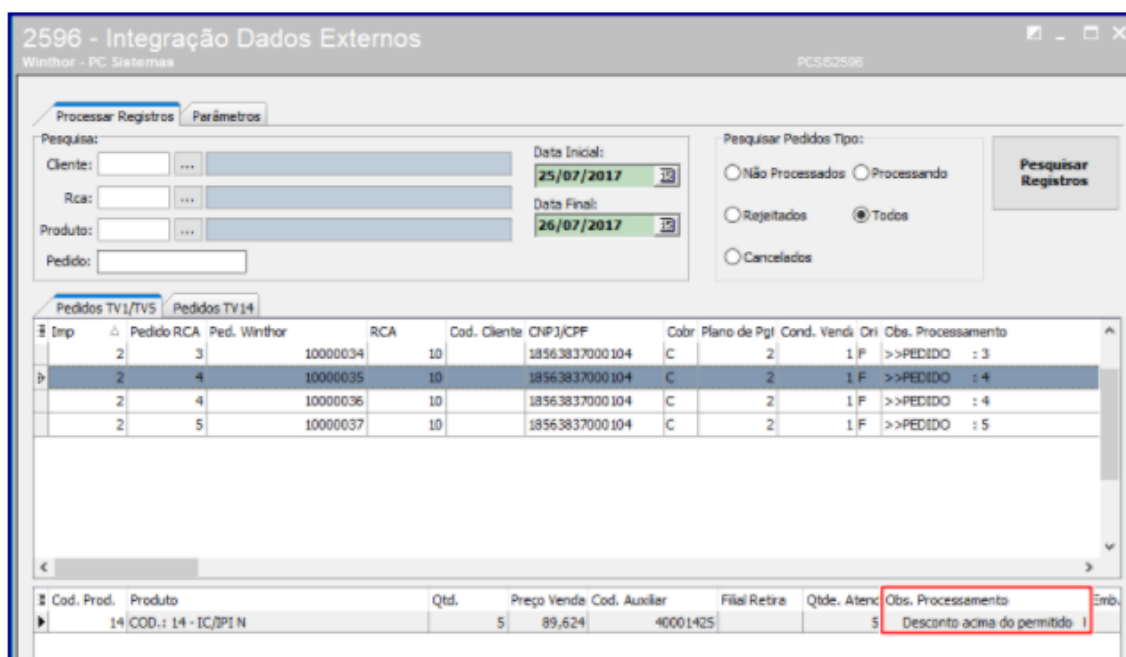 2596 - Integração Dados Externos
Winthor - PC Sistemas PCSIS2596
Processar Registros Parâmetros
Pesquisa:
Cliente: ...
Rca: ...
Produto: ...
Pedido:
Data Inicial:
25/07/2017 15
Data Final:
26/07/2017 15
Pesquisar Pedidos Tipo:
Não Processados Processando
Rejeitados Todos
Cancelados
Pesquisar
Registros
Pedidos TV1/TV5 Pedidos TV14
Imp Pedido RCA Ped. Winthor RCA Cod. Cliente CNPJ/CPF Cobr Plano de Pgt Cond. Vend Ori Obs. Processamento
2 3 10000034 10 18563837000104 C 2 1 F >>PEDIDO : 3
2 4 10000035 10 18563837000104 C 2 1 F >>PEDIDO : 4
2 4 10000036 10 18563837000104 C 2 1 F >>PEDIDO : 4
2 5 10000037 10 18563837000104 C 2 1 F >>PEDIDO : 5
Cod. Prod. Produto Qtd. Preço Venda Cod. Auxiliar Filial Retira Qtde. Atend Obs. Processamento Emb.
14 COD.: 14 - IC/IPI N 5 89,624 40001425 5 Desconto acima do permitido